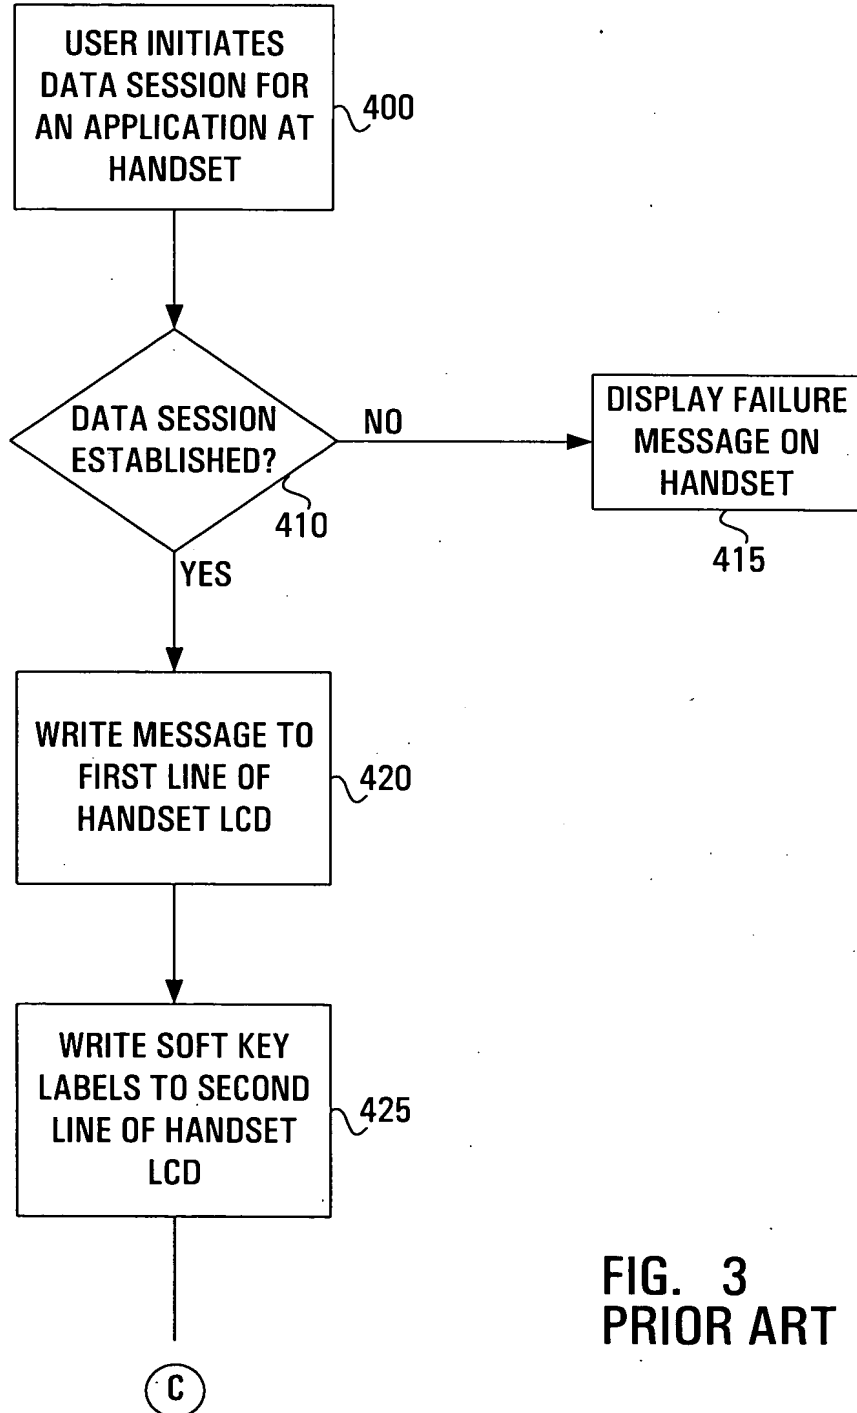 USER INITIATES
DATA SESSION FOR
AN APPLICATION AT
HANDSET
400
DATA SESSION
ESTABLISHED?
410
NO
DISPLAY FAILURE
MESSAGE ON
HANDSET
415
YES
WRITE MESSAGE TO
FIRST LINE OF
HANDSET LCD
420
WRITE SOFT KEY
LABELS TO SECOND
LINE OF HANDSET
LCD
425
FIG. 3
PRIOR ART
C